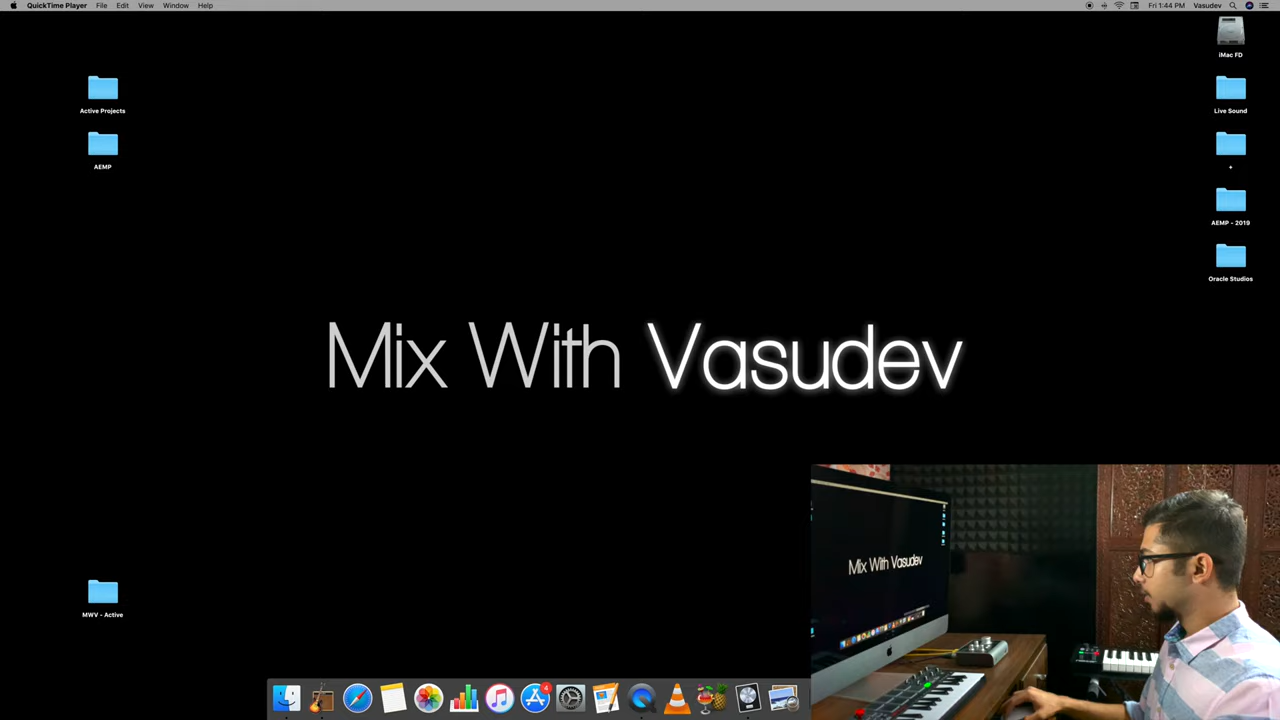 QuickTime Player File Edit View Window Help Fri 1:44 PM Vasudev
iMac FD
Active Projects
Live Sound
AEMP
+
AEMP - 2019
Oracle Studios
Mix With Vasudev
4
Mix With Vasudev
MWV - Active